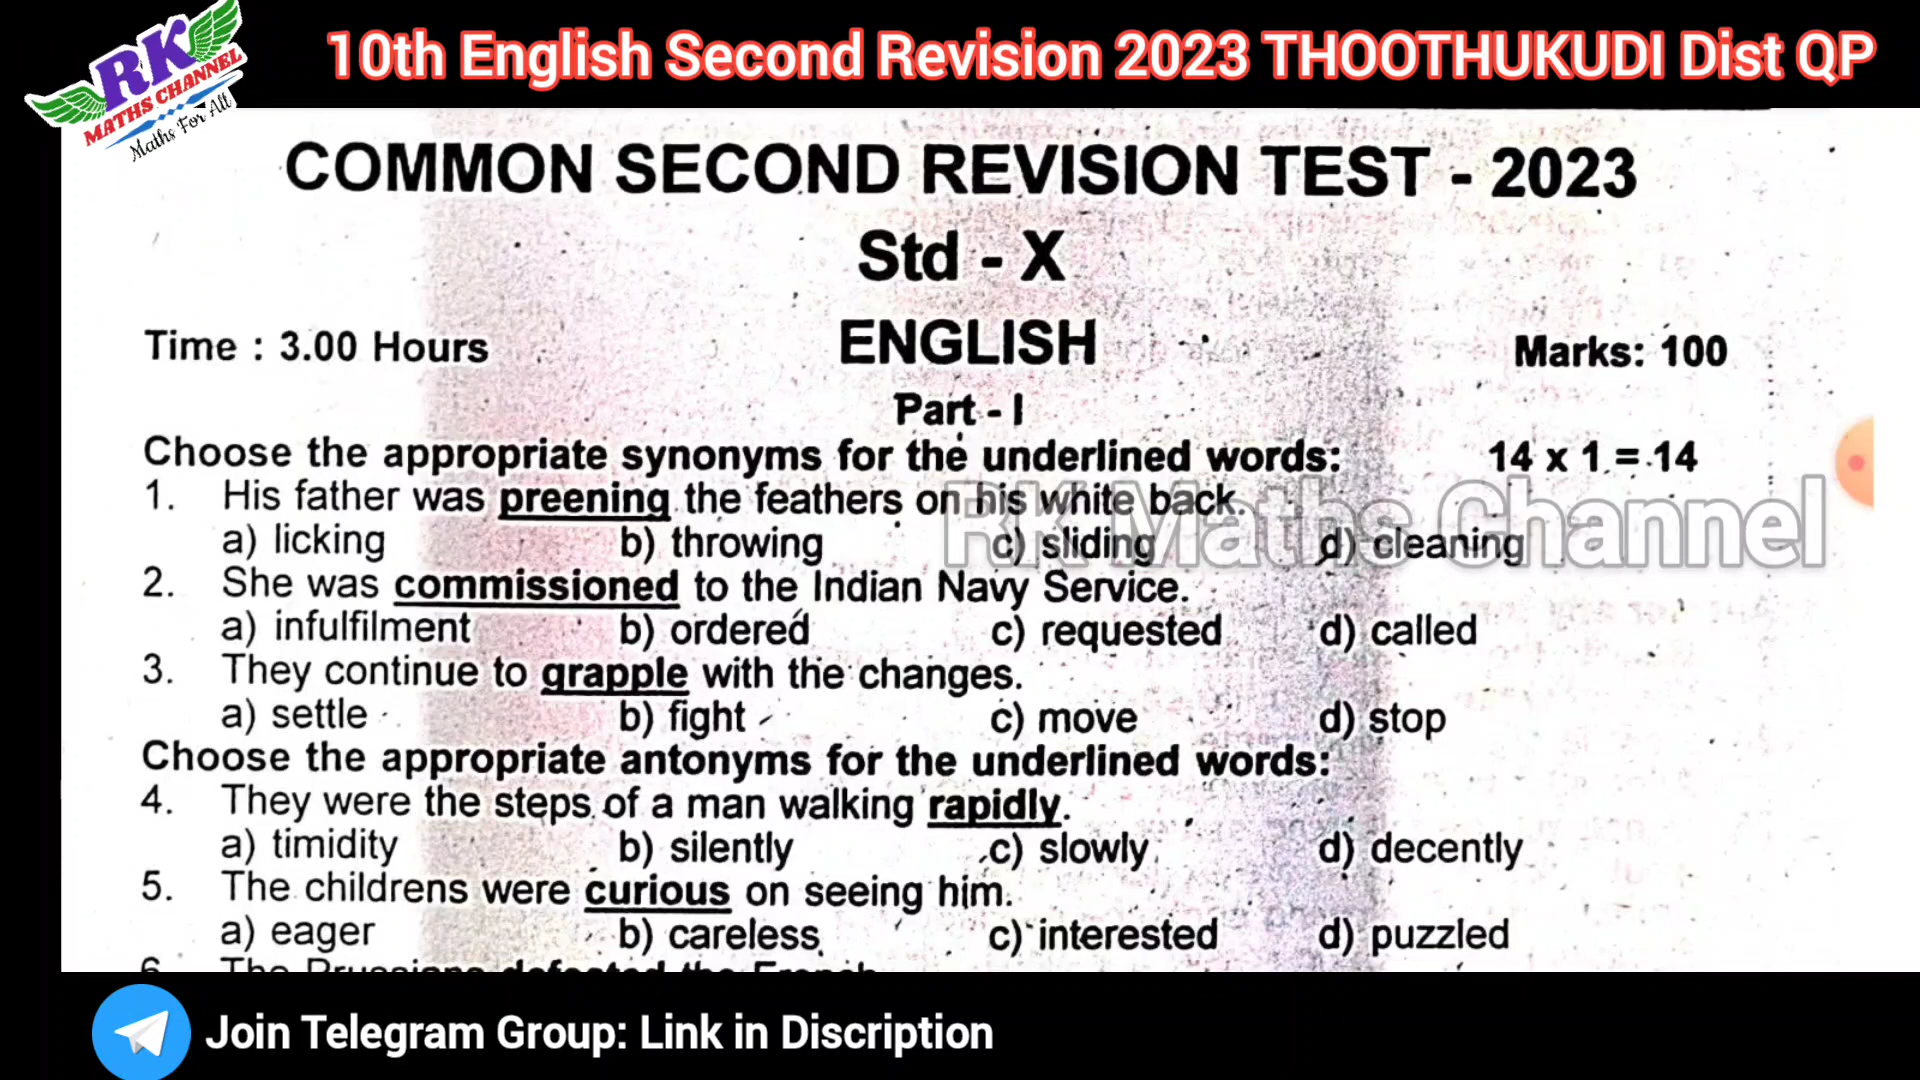 RK
MATHS CHANNEL
Maths For All
10th English Second Revision 2023 THOOTHUKUDI Dist QP
COMMON SECOND REVISION TEST - 2023
Std - X
Time : 3.00 Hours ENGLISH Marks: 100
Part - I
Choose the appropriate synonyms for the underlined words: 14 x 1 = 14
1. His father was preening the feathers on his white back.
a) licking b) throwing c) sliding d) cleaning
RK Maths Channel
2. She was commissioned to the Indian Navy Service.
a) infulfilment b) ordered c) requested d) called
3. They continue to grapple with the changes.
a) settle b) fight c) move d) stop
Choose the appropriate antonyms for the underlined words:
4. They were the steps of a man walking rapidly.
a) timidity b) silently c) slowly d) decently
5. The childrens were curious on seeing him.
a) eager b) careless c) interested d) puzzled
6. The Prussians defeated the French
Join Telegram Group: Link in Discription